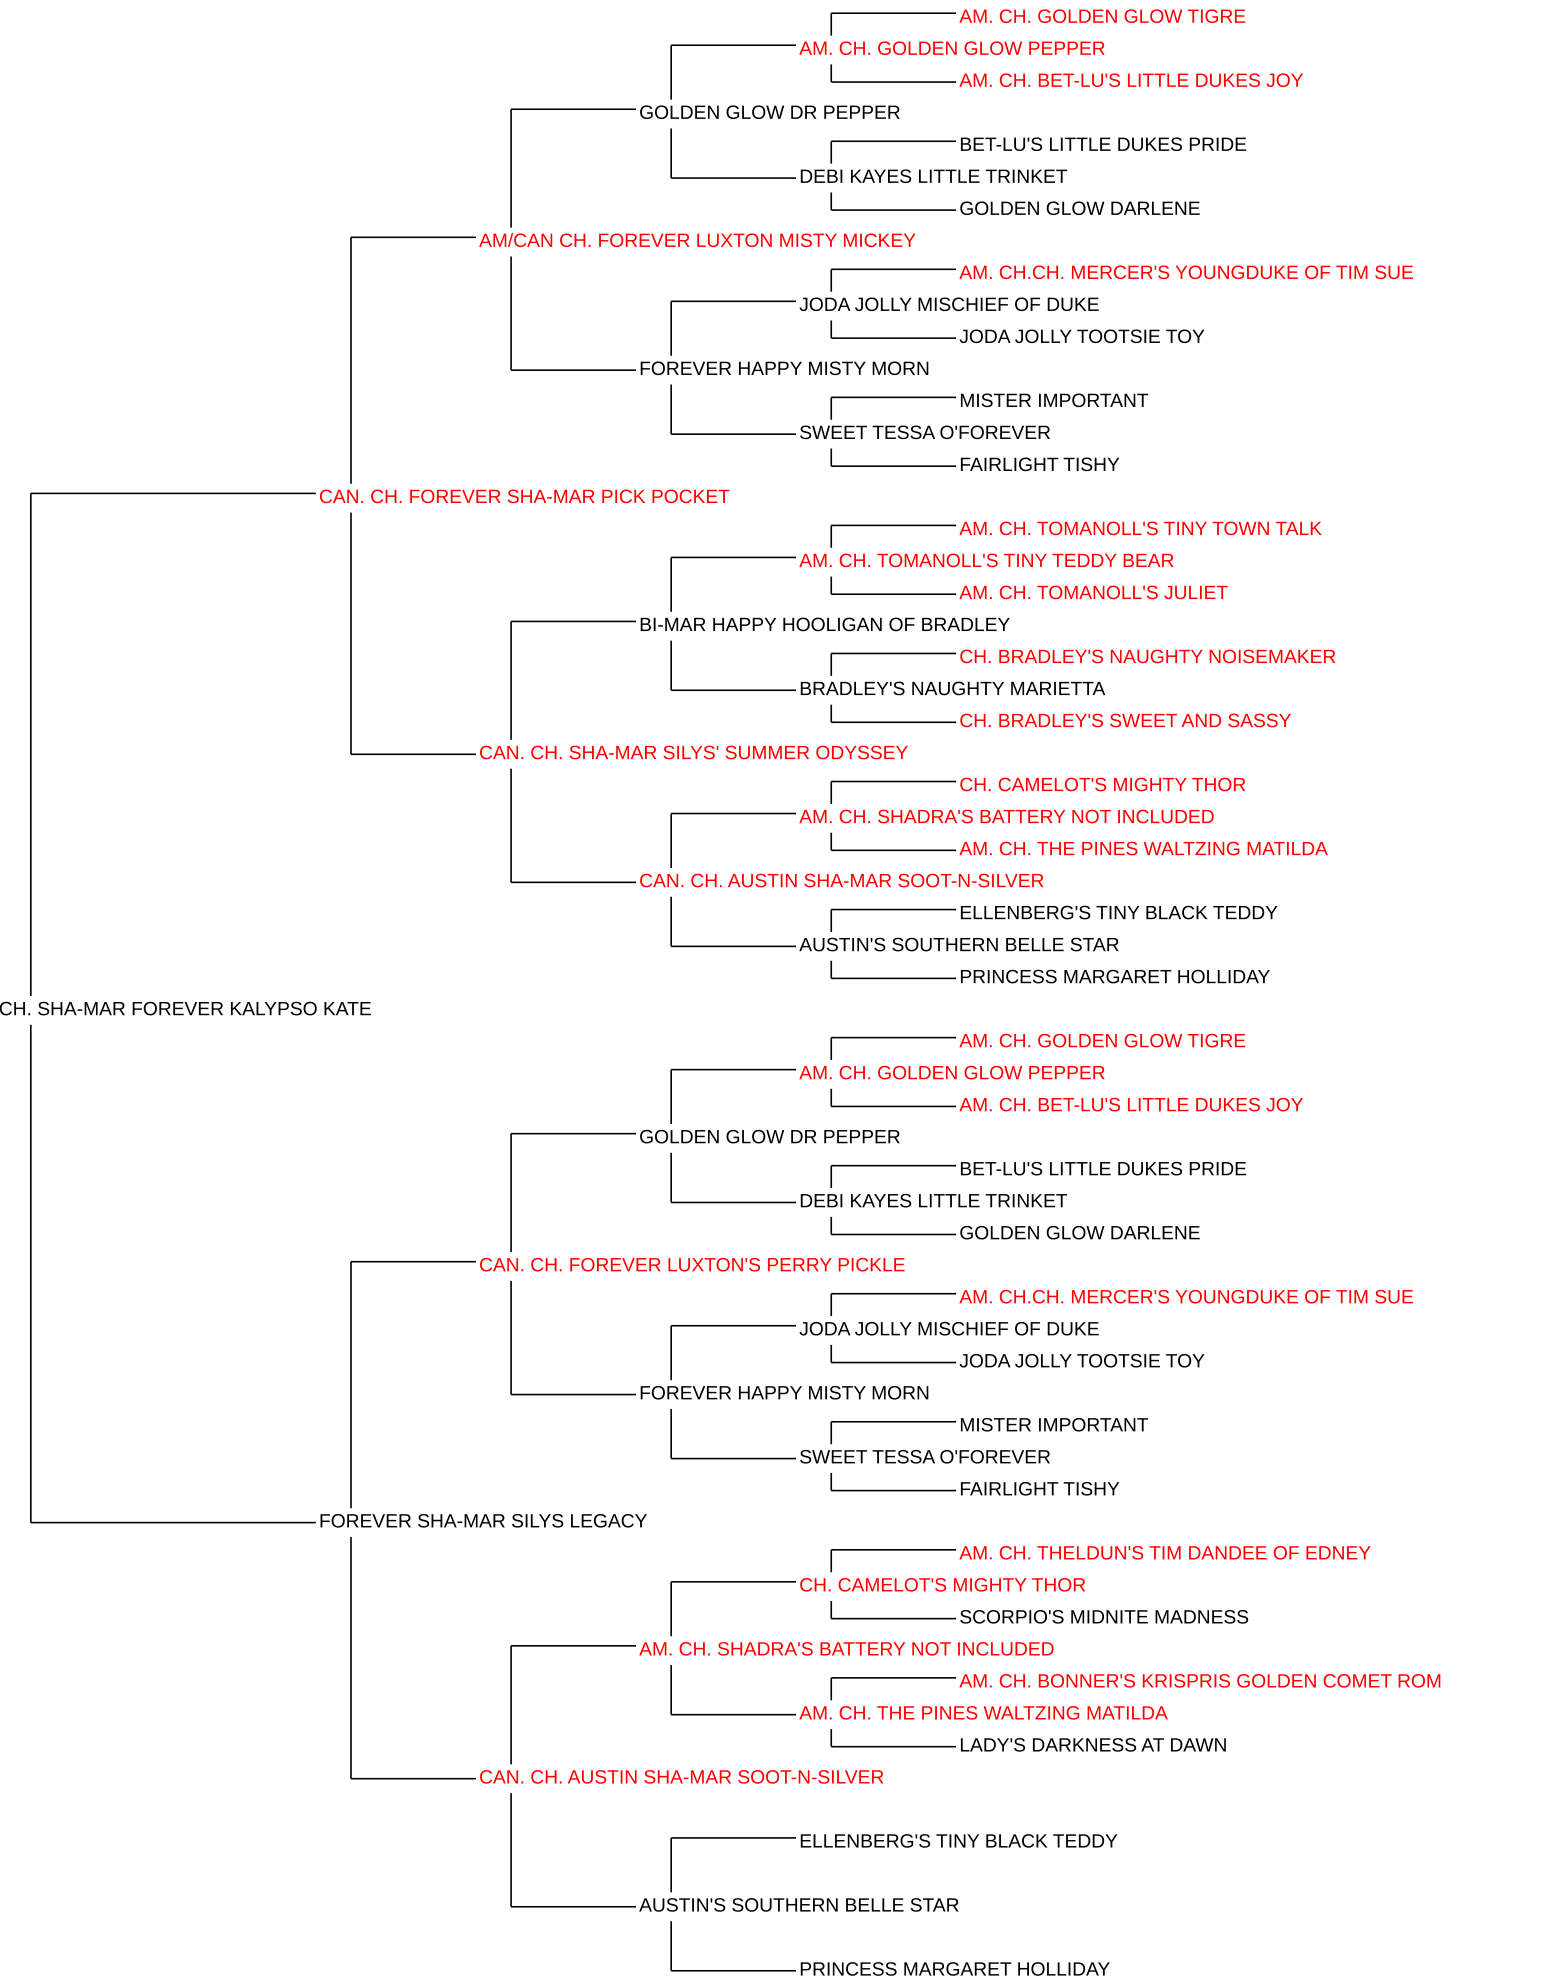 AM. CH. GOLDEN GLOW TIGRE
AM. CH. GOLDEN GLOW PEPPER
AM. CH. BET-LU'S LITTLE DUKES JOY
GOLDEN GLOW DR PEPPER
BET-LU'S LITTLE DUKES PRIDE
DEBI KAYES LITTLE TRINKET
GOLDEN GLOW DARLENE
AM/CAN CH. FOREVER LUXTON MISTY MICKEY
AM. CH.CH. MERCER'S YOUNGDUKE OF TIM SUE
JODA JOLLY MISCHIEF OF DUKE
JODA JOLLY TOOTSIE TOY
FOREVER HAPPY MISTY MORN
MISTER IMPORTANT
SWEET TESSA O'FOREVER
FAIRLIGHT TISHY
CAN. CH. FOREVER SHA-MAR PICK POCKET
AM. CH. TOMANOLL'S TINY TOWN TALK
AM. CH. TOMANOLL'S TINY TEDDY BEAR
AM. CH. TOMANOLL'S JULIET
BI-MAR HAPPY HOOLIGAN OF BRADLEY
CH. BRADLEY'S NAUGHTY NOISEMAKER
BRADLEY'S NAUGHTY MARIETTA
CH. BRADLEY'S SWEET AND SASSY
CAN. CH. SHA-MAR SILYS' SUMMER ODYSSEY
CH. CAMELOT'S MIGHTY THOR
AM. CH. SHADRA'S BATTERY NOT INCLUDED
AM. CH. THE PINES WALTZING MATILDA
CAN. CH. AUSTIN SHA-MAR SOOT-N-SILVER
ELLENBERG'S TINY BLACK TEDDY
AUSTIN'S SOUTHERN BELLE STAR
PRINCESS MARGARET HOLLIDAY
CH. SHA-MAR FOREVER KALYPSO KATE
AM. CH. GOLDEN GLOW TIGRE
AM. CH. GOLDEN GLOW PEPPER
AM. CH. BET-LU'S LITTLE DUKES JOY
GOLDEN GLOW DR PEPPER
BET-LU'S LITTLE DUKES PRIDE
DEBI KAYES LITTLE TRINKET
GOLDEN GLOW DARLENE
CAN. CH. FOREVER LUXTON'S PERRY PICKLE
AM. CH.CH. MERCER'S YOUNGDUKE OF TIM SUE
JODA JOLLY MISCHIEF OF DUKE
JODA JOLLY TOOTSIE TOY
FOREVER HAPPY MISTY MORN
MISTER IMPORTANT
SWEET TESSA O'FOREVER
FAIRLIGHT TISHY
FOREVER SHA-MAR SILYS LEGACY
AM. CH. THELDUN'S TIM DANDEE OF EDNEY
CH. CAMELOT'S MIGHTY THOR
SCORPIO'S MIDNITE MADNESS
AM. CH. SHADRA'S BATTERY NOT INCLUDED
AM. CH. BONNER'S KRISPRIS GOLDEN COMET ROM
AM. CH. THE PINES WALTZING MATILDA
LADY'S DARKNESS AT DAWN
CAN. CH. AUSTIN SHA-MAR SOOT-N-SILVER
ELLENBERG'S TINY BLACK TEDDY
AUSTIN'S SOUTHERN BELLE STAR
PRINCESS MARGARET HOLLIDAY